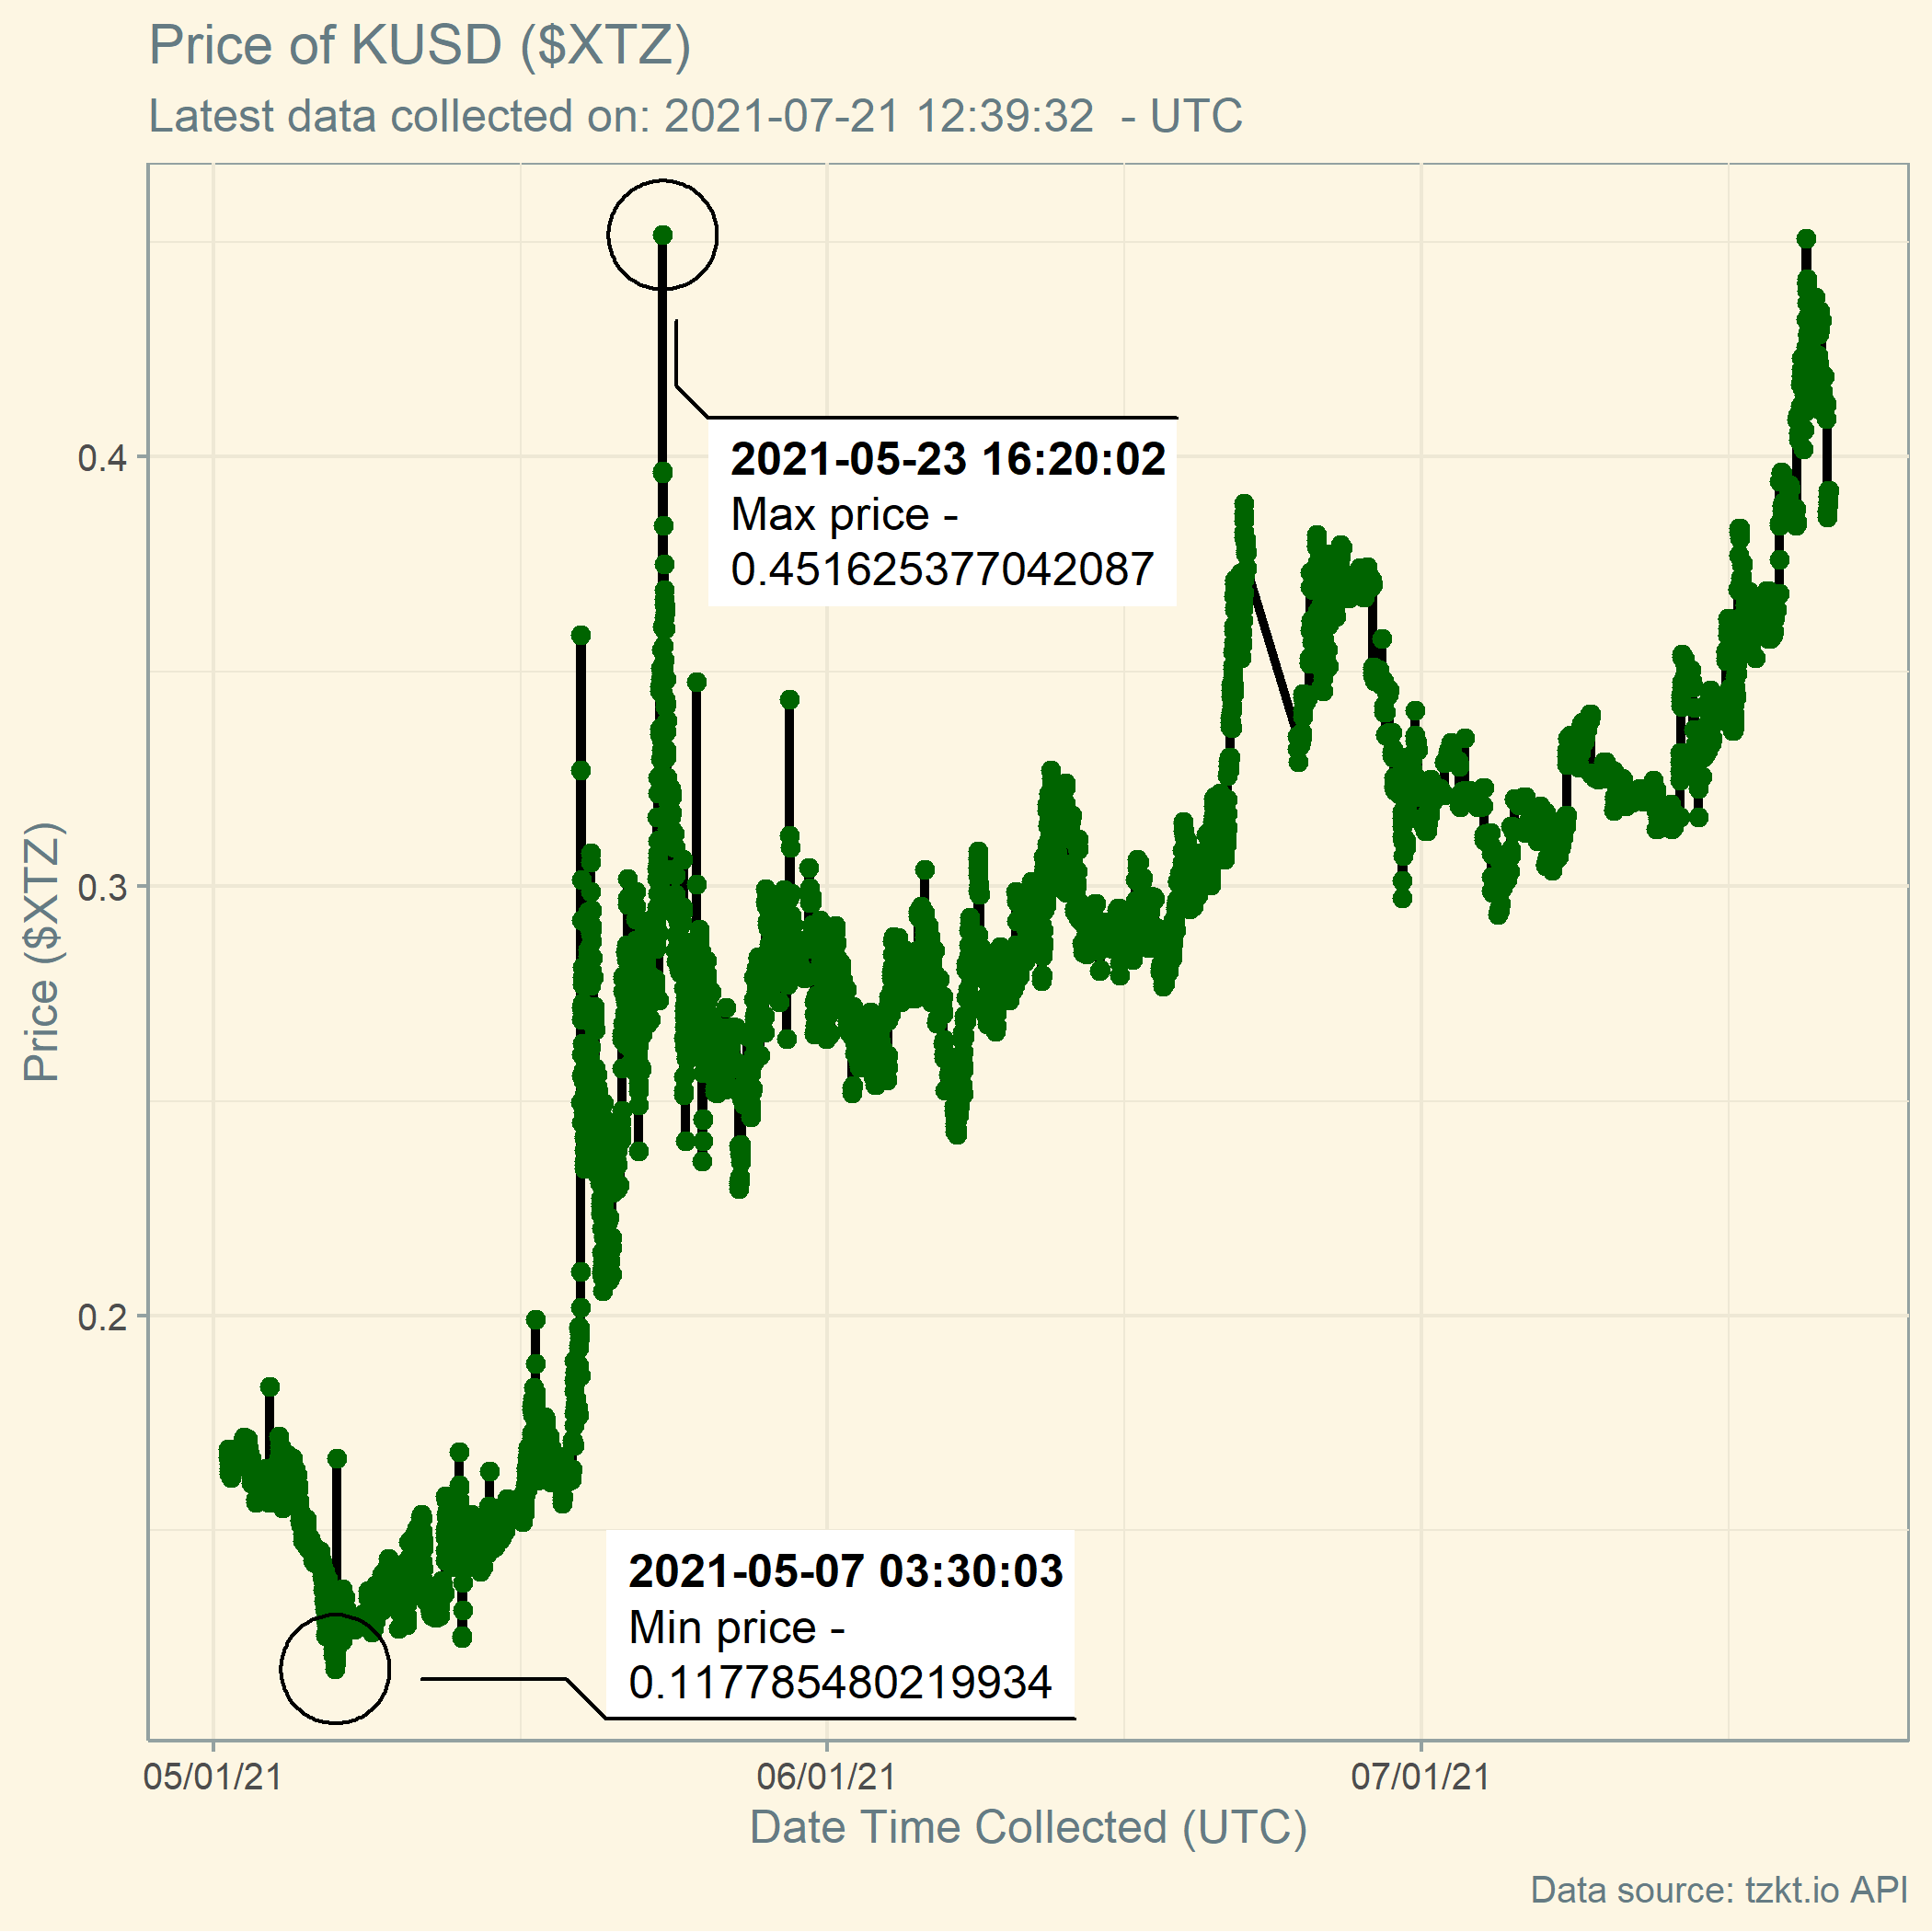 Price of KUSD ($XTZ)
Latest data collected on: 2021-07-21 12:39:32  - UTC
Price ($XTZ)
0.4
0.3
0.2
2021-05-23 16:20:02
Max price -
0.451625377042087
2021-05-07 03:30:03
Min price -
0.117785480219934
05/01/21
06/01/21
07/01/21
Date Time Collected (UTC)
Data source: tzkt.io API